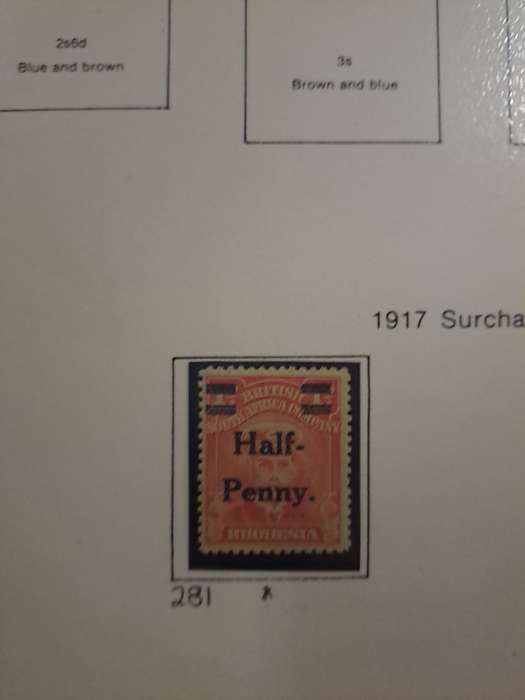 2s6d
Blue and brown
3s
Brown and blue
1917 Surcha
BRITISH
SOUTH AFRICA COMPANY
Half-
Penny.
RHODESIA
281 *